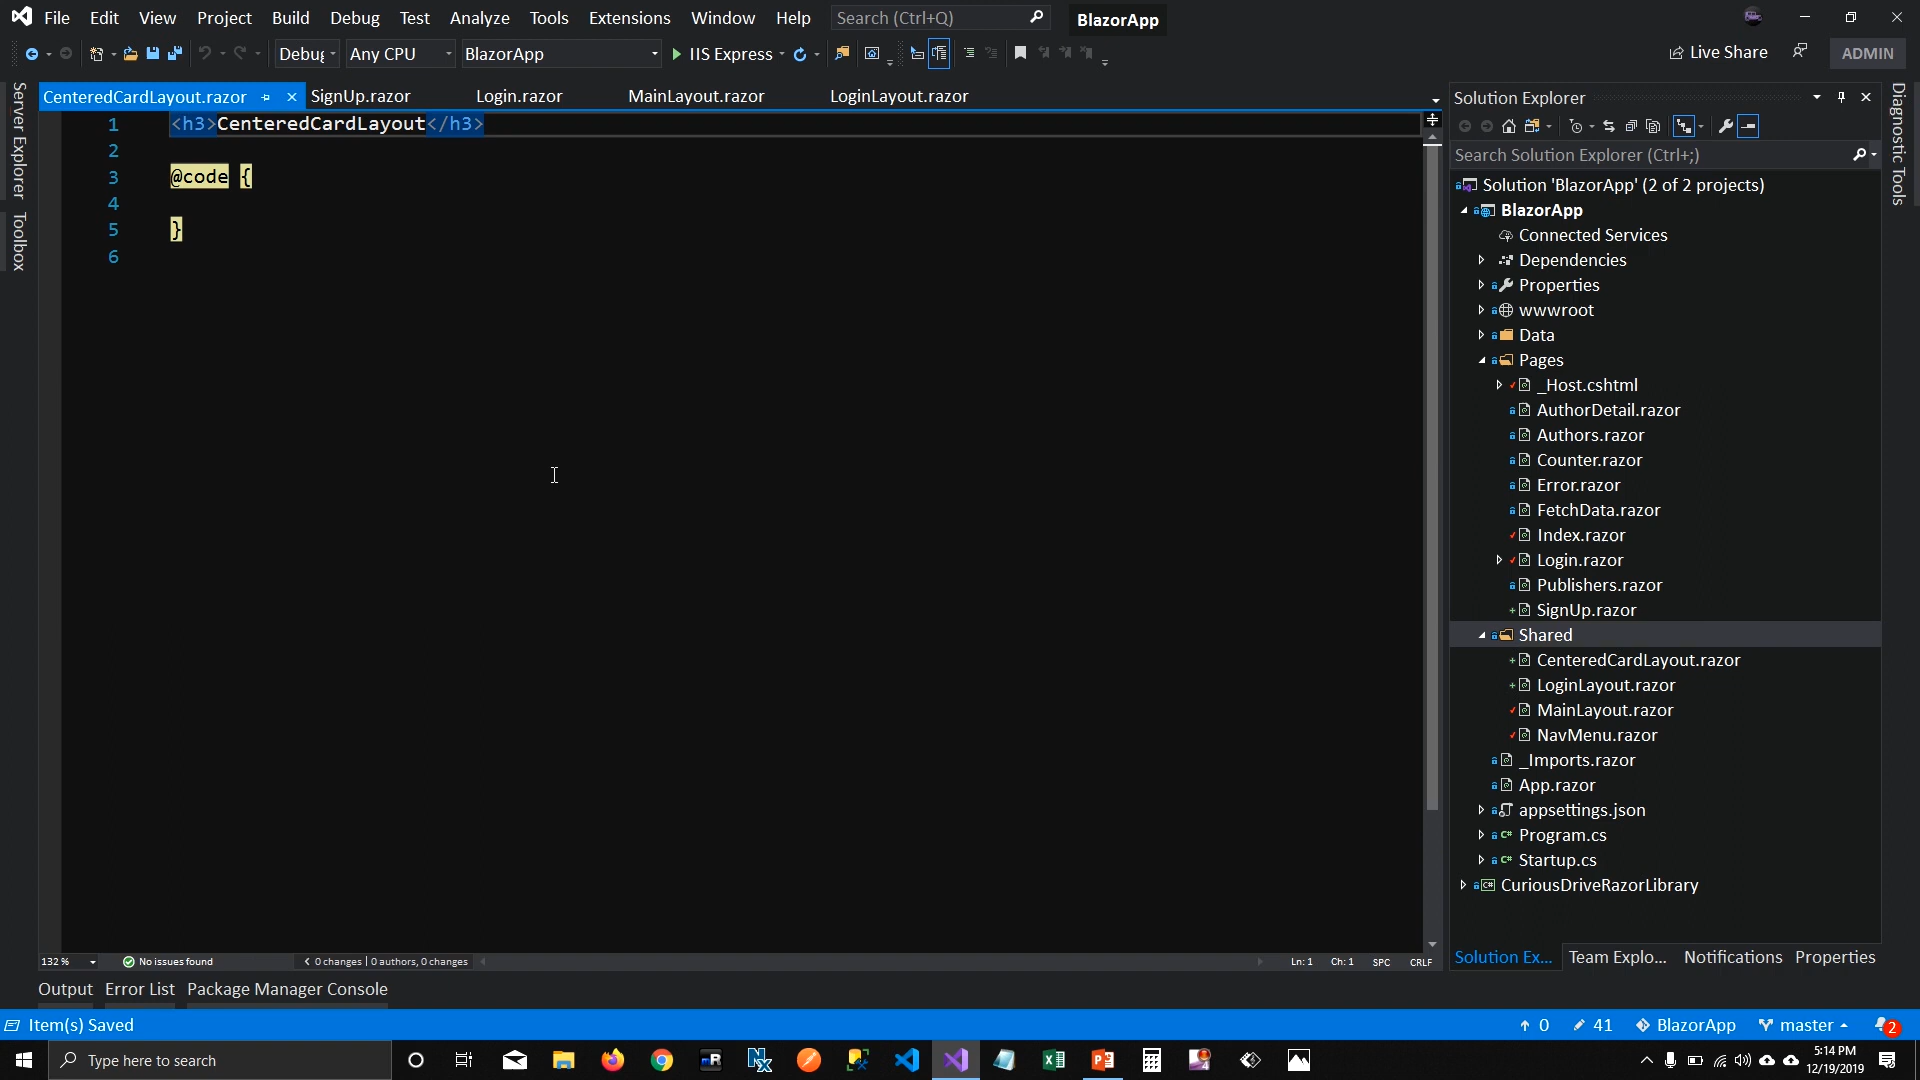 File Edit View Project Build Debug Test Analyze Tools Extensions Window Help Search (Ctrl+Q) BlazorApp
Debug Any CPU BlazorApp IIS Express Live Share ADMIN
Server Explorer
Toolbox
CenteredCardLayout.razor SignUp.razor Login.razor MainLayout.razor LoginLayout.razor
1 <h3>CenteredCardLayout</h3>
2
3 @code {
4
5 }
6
132 % No issues found 0 changes | 0 authors, 0 changes Ln: 1 Ch: 1 SPC CRLF
Solution Explorer
Search Solution Explorer (Ctrl+;)
Solution 'BlazorApp' (2 of 2 projects)
BlazorApp
Connected Services
Dependencies
Properties
wwwroot
Data
Pages
_Host.cshtml
AuthorDetail.razor
Authors.razor
Counter.razor
Error.razor
FetchData.razor
Index.razor
Login.razor
Publishers.razor
SignUp.razor
Shared
CenteredCardLayout.razor
LoginLayout.razor
MainLayout.razor
NavMenu.razor
_Imports.razor
App.razor
appsettings.json
Program.cs
Startup.cs
CuriousDriveRazorLibrary
Solution Ex... Team Explo... Notifications Properties
Diagnostic Tools
Output Error List Package Manager Console
Item(s) Saved 0 41 BlazorApp master 2
Type here to search
5:14 PM
12/19/2019